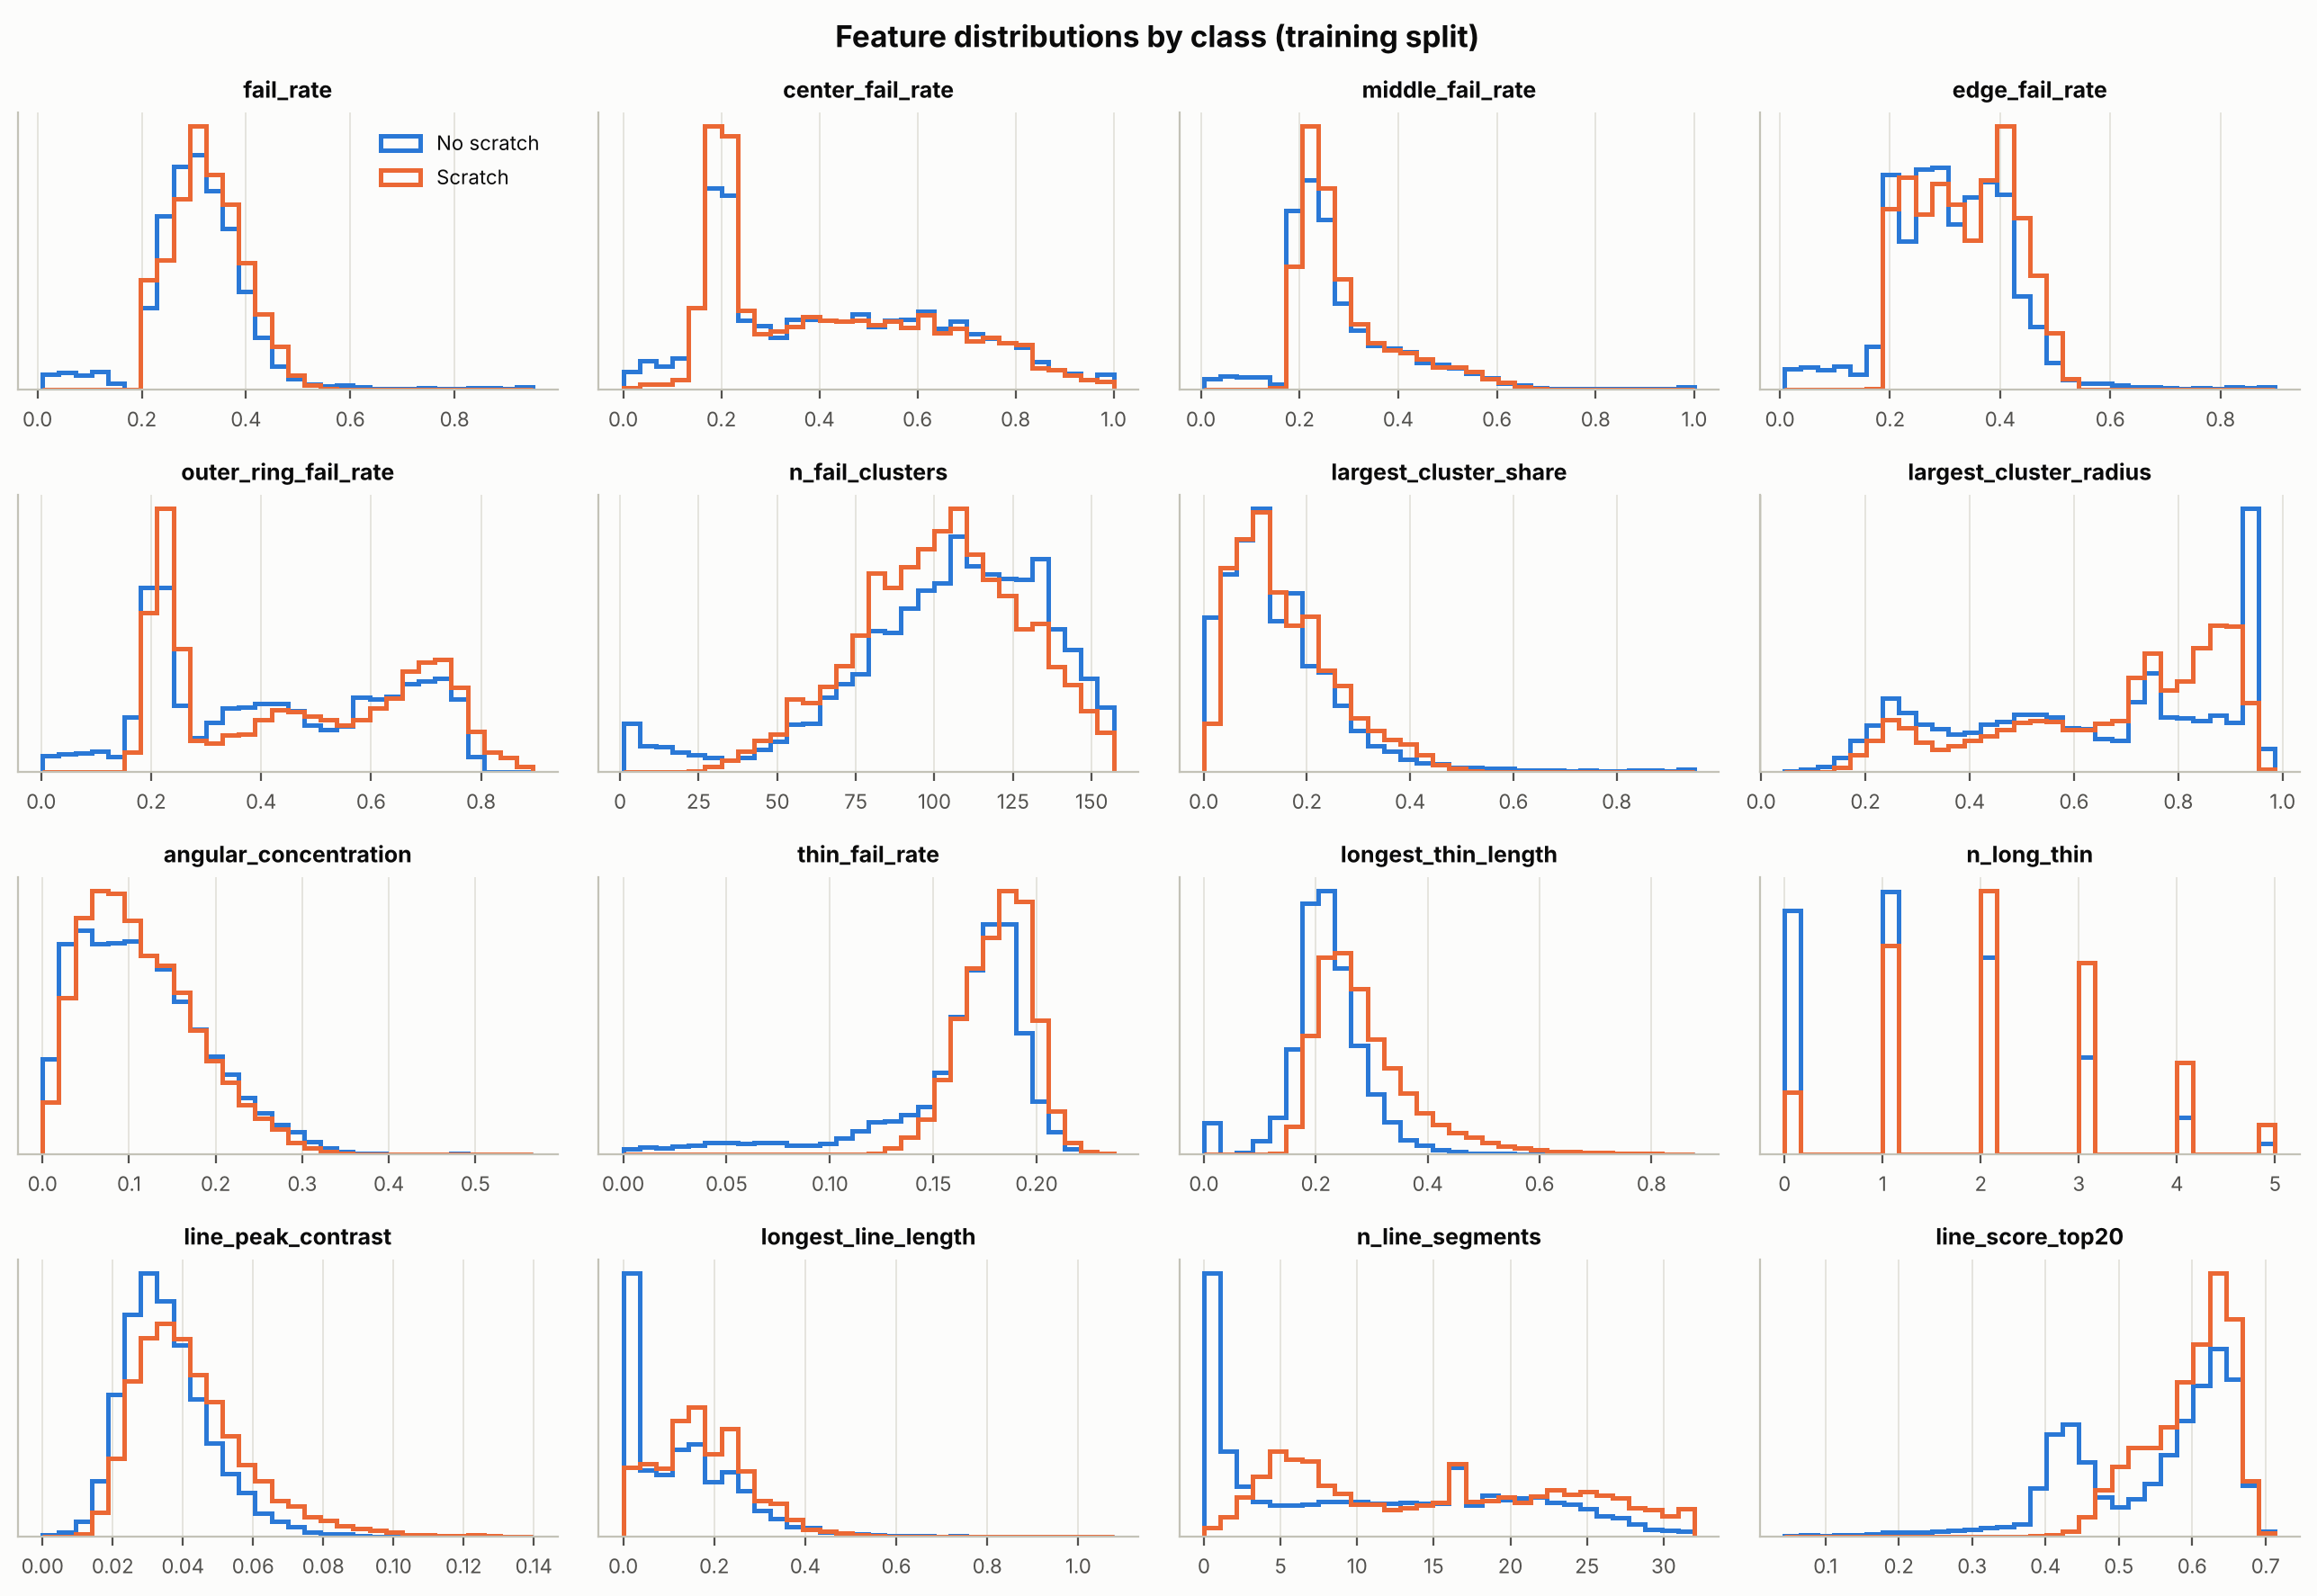 Feature distributions by class (training split)
fail_rate
center_fail_rate
middle_fail_rate
edge_fail_rate
No scratch
Scratch
0.0 0.2 0.4 0.6 0.8
0.0 0.2 0.4 0.6 0.8 1.0
0.0 0.2 0.4 0.6 0.8 1.0
0.0 0.2 0.4 0.6 0.8
outer_ring_fail_rate
n_fail_clusters
largest_cluster_share
largest_cluster_radius
0.0 0.2 0.4 0.6 0.8
0 25 50 75 100 125 150
0.0 0.2 0.4 0.6 0.8
0.0 0.2 0.4 0.6 0.8 1.0
angular_concentration
thin_fail_rate
longest_thin_length
n_long_thin
0.0 0.1 0.2 0.3 0.4 0.5
0.00 0.05 0.10 0.15 0.20
0.0 0.2 0.4 0.6 0.8
0 1 2 3 4 5
line_peak_contrast
longest_line_length
n_line_segments
line_score_top20
0.00 0.02 0.04 0.06 0.08 0.10 0.12 0.14
0.0 0.2 0.4 0.6 0.8 1.0
0 5 10 15 20 25 30
0.1 0.2 0.3 0.4 0.5 0.6 0.7